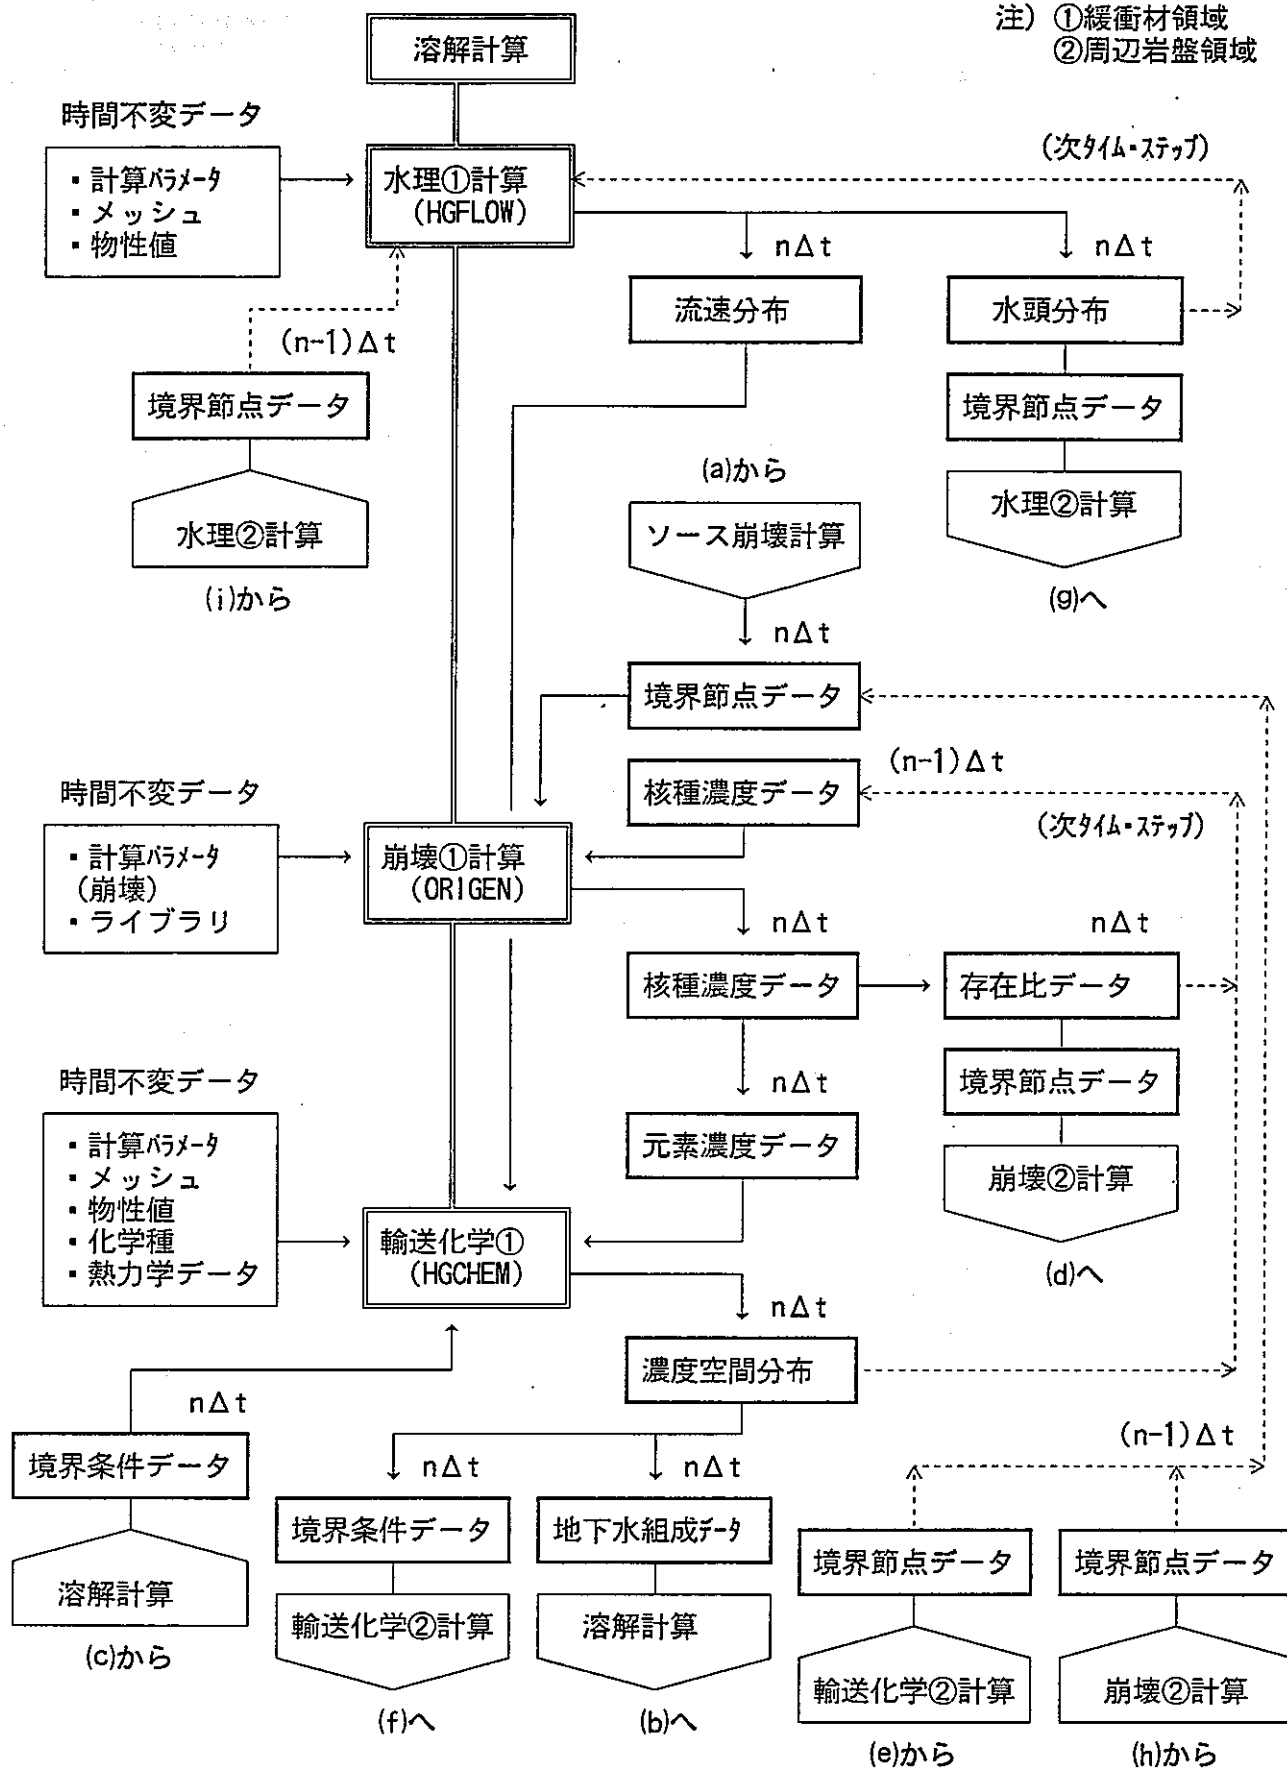 注) ①緩衝材領域
②周辺岩盤領域
溶解計算
時間不変データ
・計算パラメータ
・メッシュ
・物性値
水理①計算
(HGFLOW)
(次タイム・ステップ)
nΔt
nΔt
流速分布
水頭分布
(n-1)Δt
境界節点データ
境界節点データ
水理②計算
(i)から
水理②計算
(g)へ
(a)から
ソース崩壊計算
nΔt
境界節点データ
(n-1)Δt
核種濃度データ
(次タイム・ステップ)
時間不変データ
・計算パラメータ
(崩壊)
・ライブラリ
崩壊①計算
(ORIGEN)
nΔt
nΔt
核種濃度データ
存在比データ
nΔt
境界節点データ
元素濃度データ
崩壊②計算
(d)へ
時間不変データ
・計算パラメータ
・メッシュ
・物性値
・化学種
・熱力学データ
輸送化学①
(HGCHEM)
nΔt
濃度空間分布
nΔt
境界条件データ
溶解計算
(c)から
nΔt
nΔt
境界条件データ
地下水組成データ
輸送化学②計算
溶解計算
(f)へ
(b)へ
(n-1)Δt
境界節点データ
境界節点データ
輸送化学②計算
崩壊②計算
(e)から
(h)から